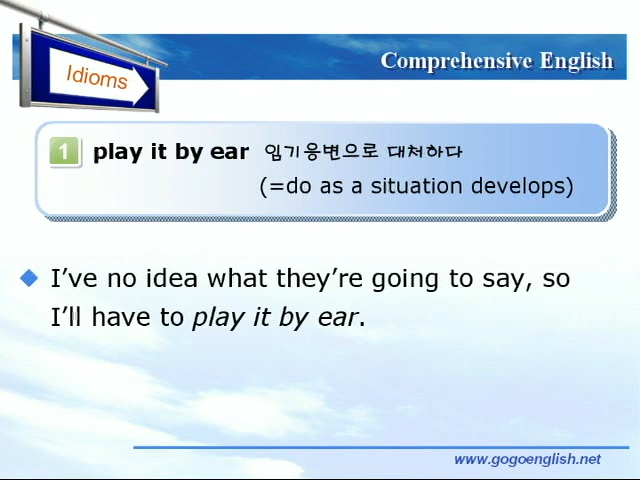 Comprehensive English
Idioms
1 play it by ear 임기응변으로 대처하다
(=do as a situation develops)
I’ve no idea what they’re going to say, so
I’ll have to play it by ear.
www.gogoenglish.net